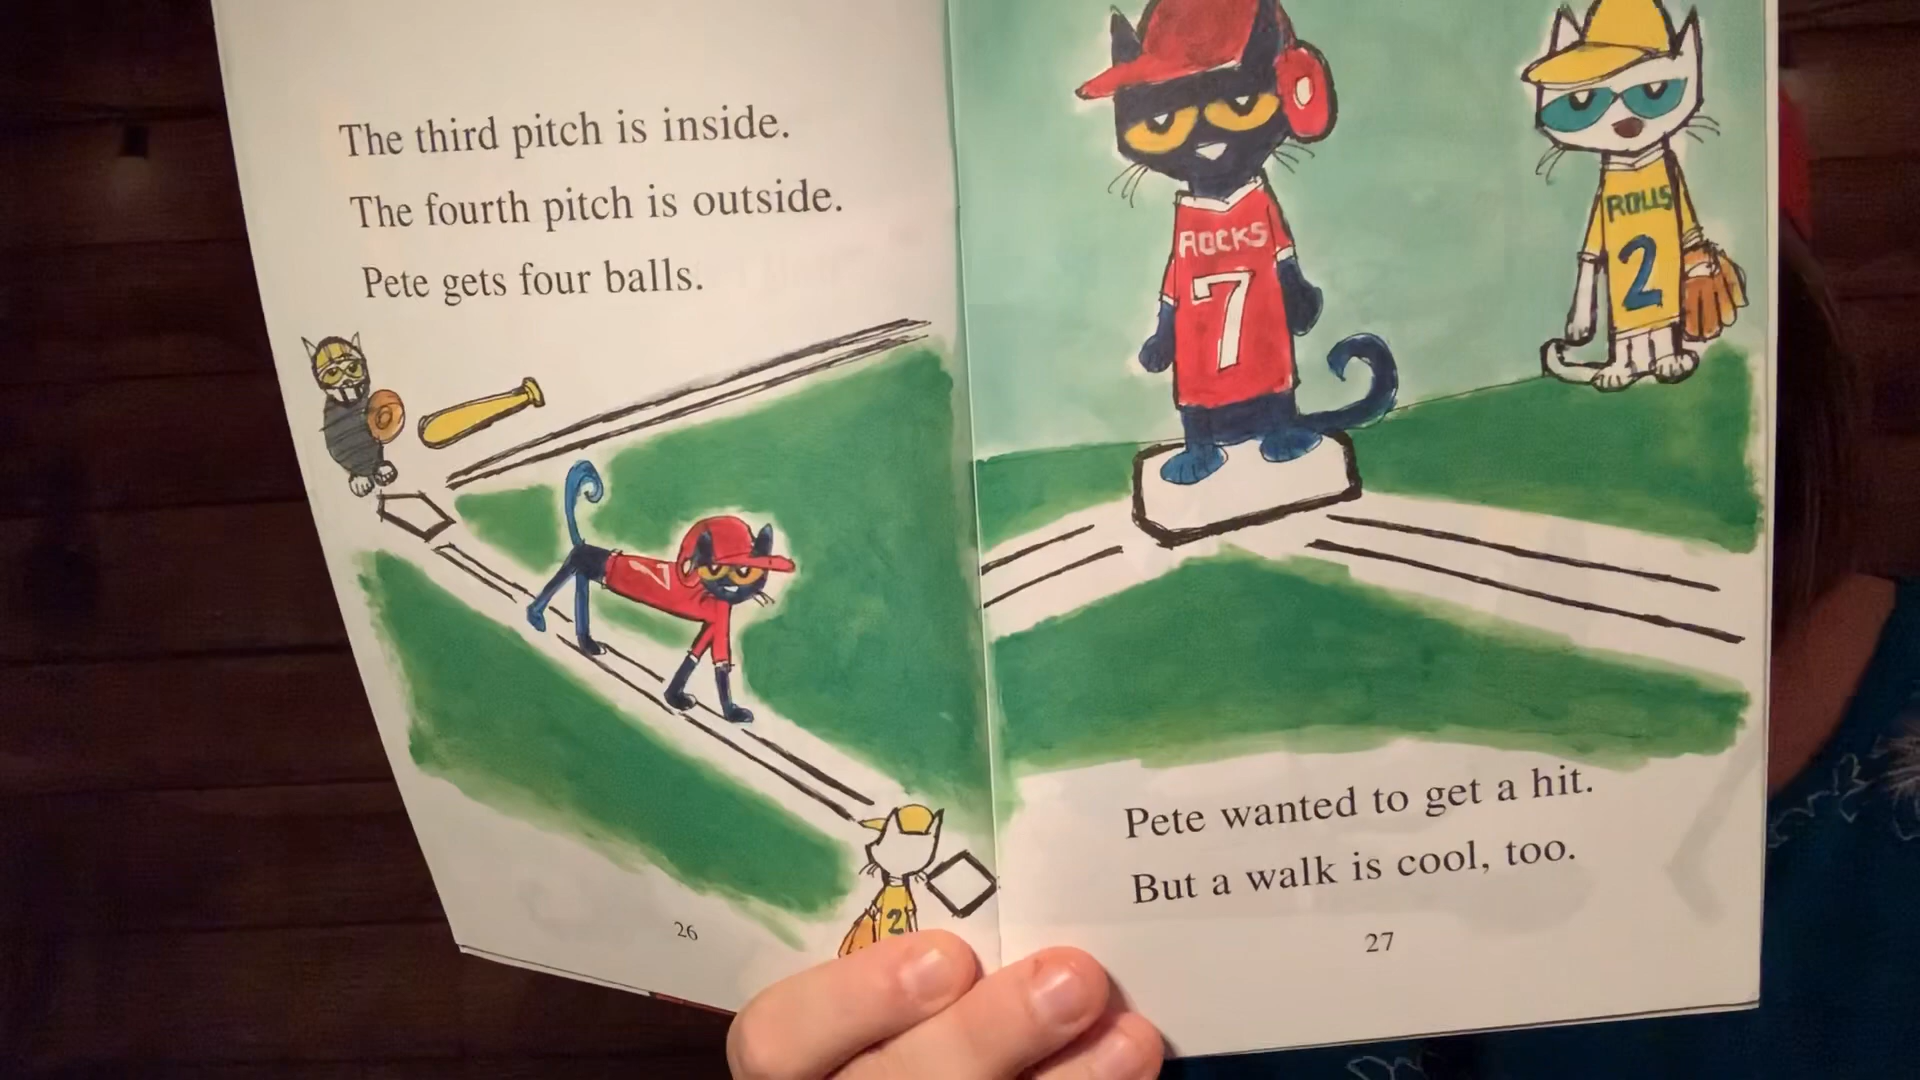 The third pitch is inside.
The fourth pitch is outside.
Pete gets four balls.
2
26
ROCKS
7
ROLLS
2
Pete wanted to get a hit.
But a walk is cool, too.
27